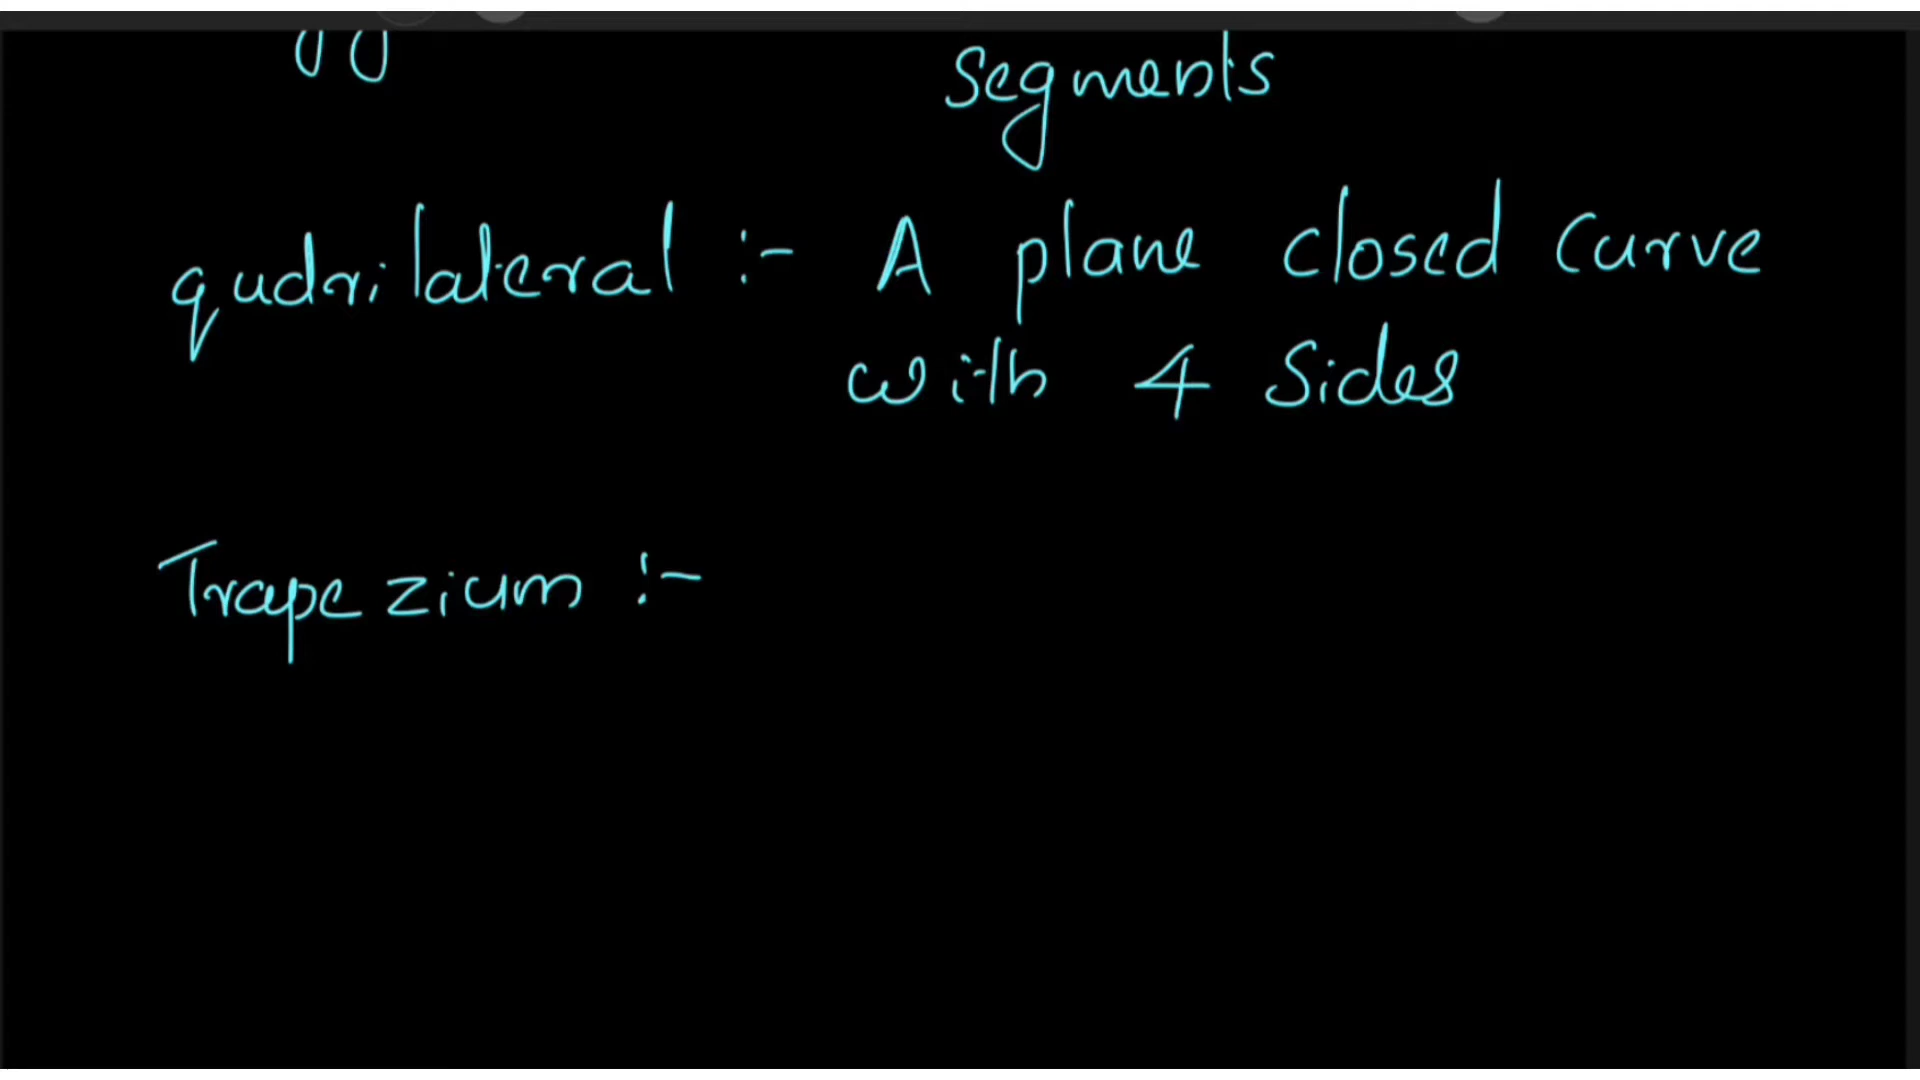 segments
qudrilateral :- A plane closed curve
with 4 sides
Trapezium :-